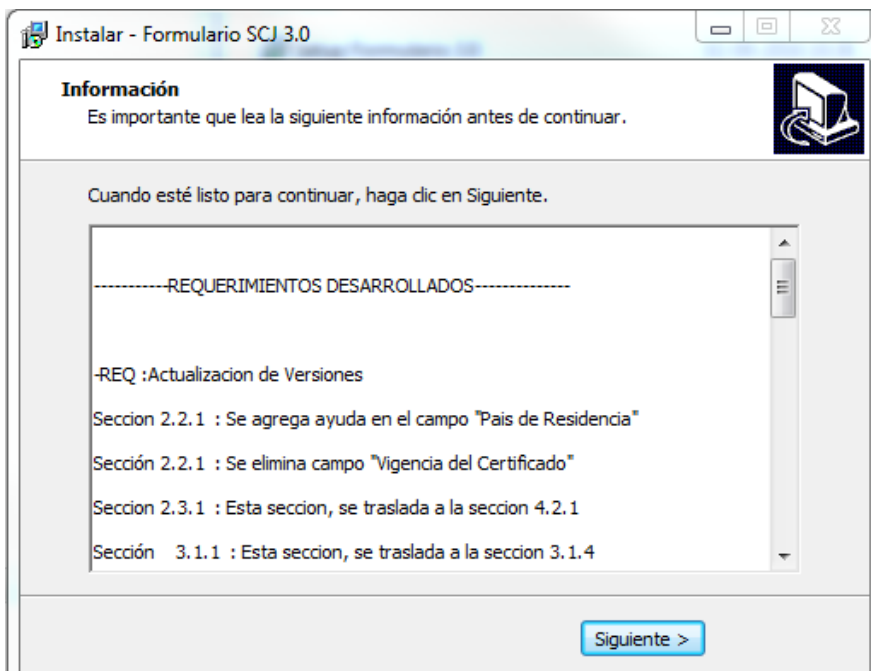 Instalar - Formulario SCJ 3.0
Información
Es importante que lea la siguiente información antes de continuar.
Cuando esté listo para continuar, haga clic en Siguiente.
-----------REQUERIMIENTOS DESARROLLADOS--------------
-REQ :Actualizacion de Versiones
Seccion 2.2.1 : Se agrega ayuda en el campo "Pais de Residencia"
Sección 2.2.1 : Se elimina campo "Vigencia del Certificado"
Seccion 2.3.1 : Esta seccion, se traslada a la seccion 4.2.1
Sección 3.1.1 : Esta seccion, se traslada a la seccion 3.1.4
Siguiente >